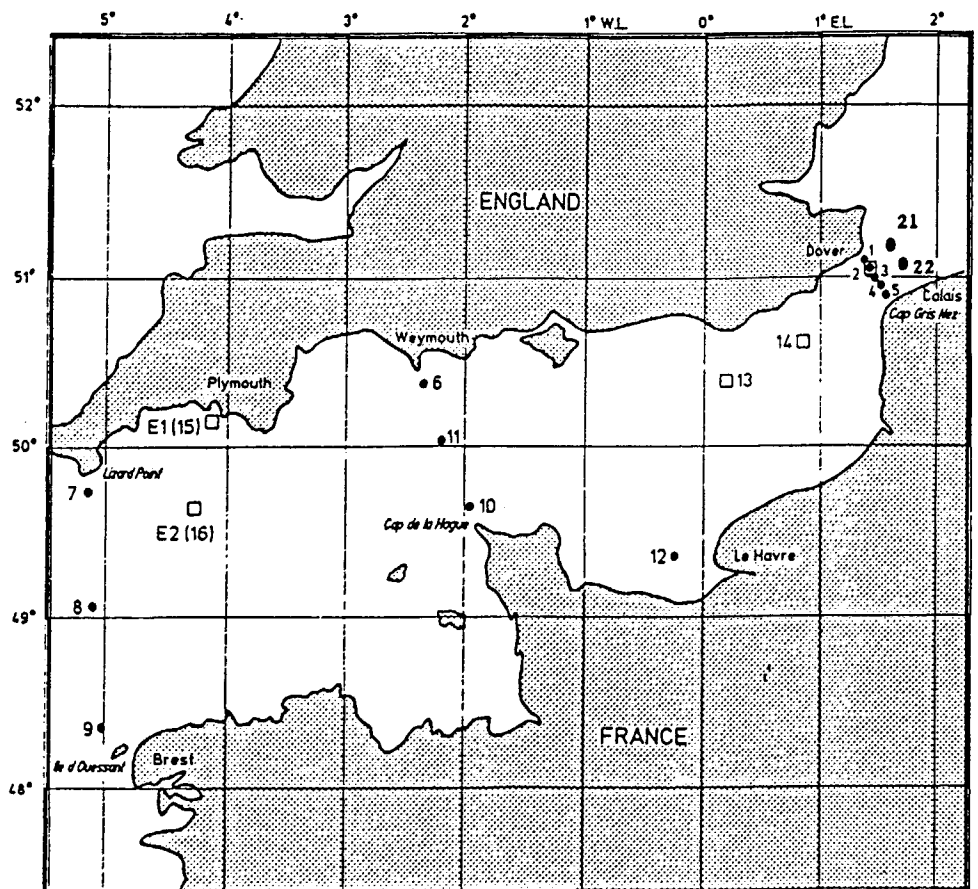 5° 4° 3° 2° 1° W.L. 0° 1° E.L. 2°
52°
ENGLAND
21
Dover 1
51°
2 3 22
4 5 Calais
Cap Gris Nez
Weymouth
14
Plymouth
6
13
E1 (15)
50°
11
Lizard Point
7
10
E2 (16)
Cap de la Hague
12 Le Havre
8
49°
9
FRANCE
Ile d Ouessant
Brest
48°